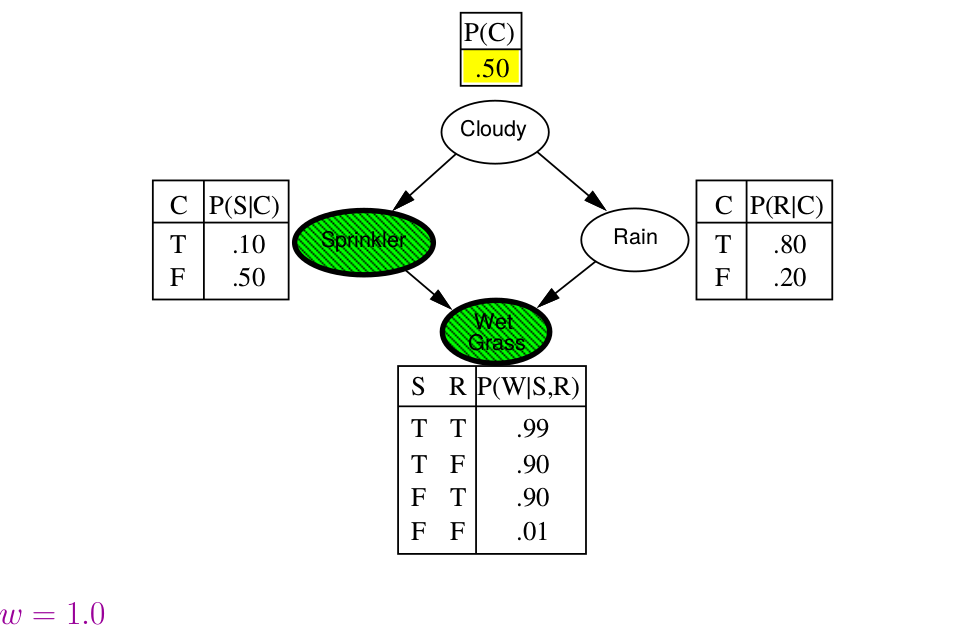 P(C)
.50
Cloudy
C P(S|C)
T .10
F .50
Sprinkler
Rain
C P(R|C)
T .80
F .20
Wet
Grass
S R P(W|S,R)
T T .99
T F .90
F T .90
F F .01
w = 1.0